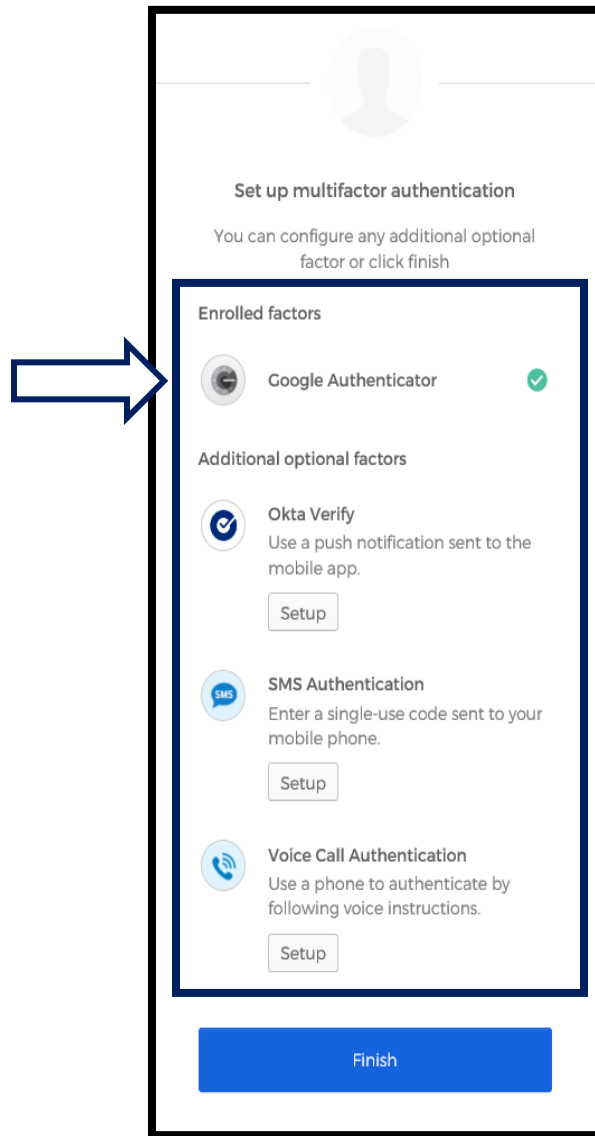 Set up multifactor authentication
You can configure any additional optional
factor or click finish
Enrolled factors
Google Authenticator
Additional optional factors
Okta Verify
Use a push notification sent to the
mobile app.
Setup
SMS
SMS Authentication
Enter a single-use code sent to your
mobile phone.
Setup
Voice Call Authentication
Use a phone to authenticate by
following voice instructions.
Setup
Finish